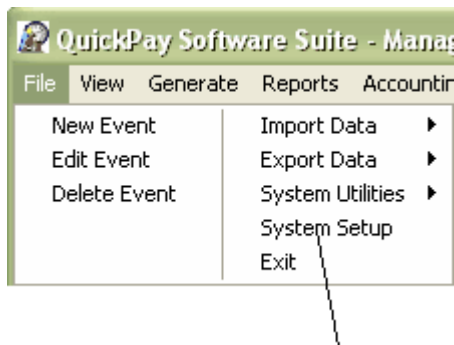 QuickPay Software Suite - Manag
File View Generate Reports Accountin
New Event Import Data
Edit Event Export Data
Delete Event System Utilities
System Setup
Exit